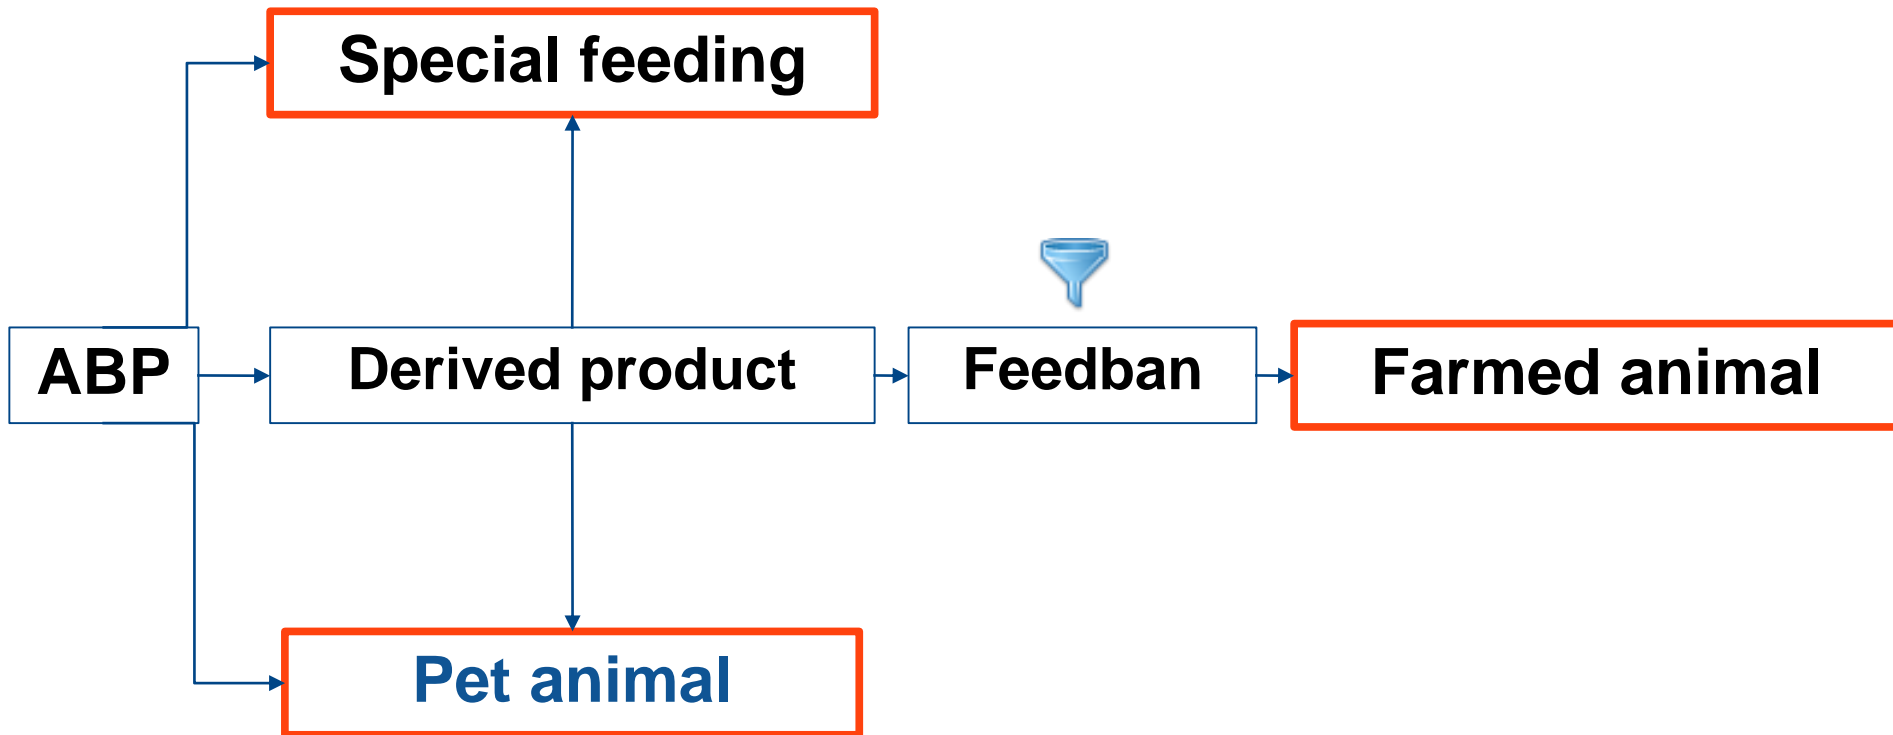 Special feeding
ABP
Derived product
Feedban
Farmed animal
Pet animal